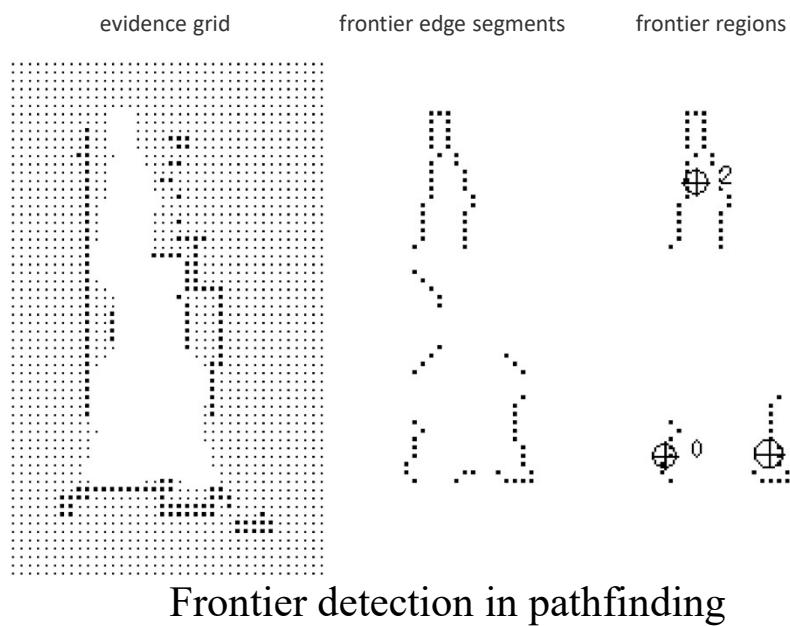 evidence grid frontier edge segments frontier regions
2
0
Frontier detection in pathfinding